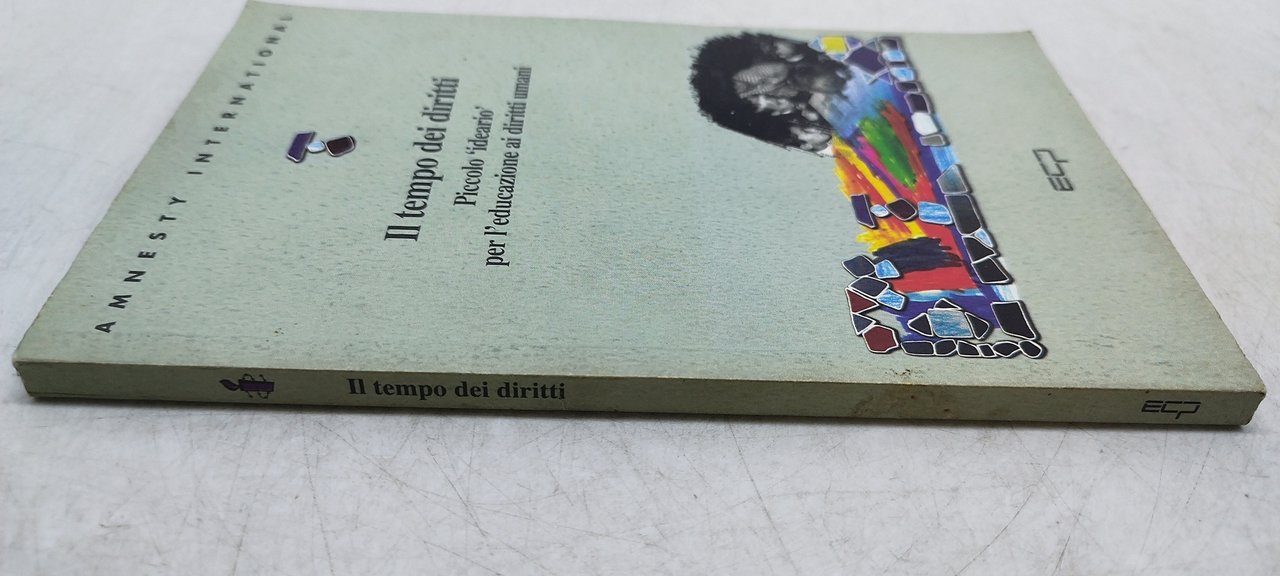 AMNESTY INTERNATIONAL
Il tempo dei diritti
Piccolo 'ideario'
per l'educazione ai diritti umani
ECP
Il tempo dei diritti
ECP